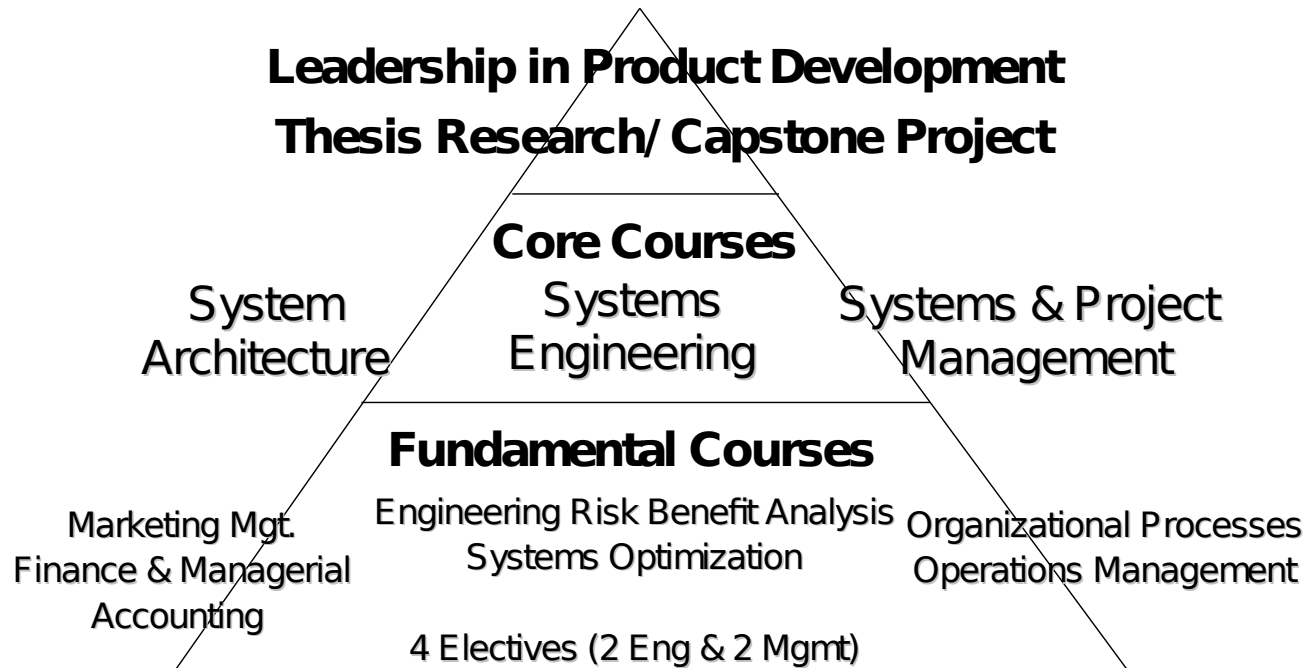 Leadership in Product Development
Thesis Research/ Capstone Project
Core Courses
System
Architecture
Systems
Engineering
Systems & Project
Management
Fundamental Courses
Marketing Mgt.
Finance & Managerial
Accounting
Engineering Risk Benefit Analysis
Systems Optimization
Organizational Processes
Operations Management
4 Electives (2 Eng & 2 Mgmt)